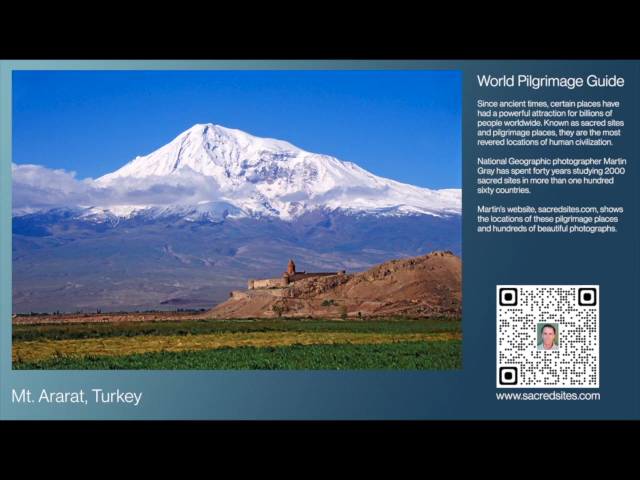 World Pilgrimage Guide
Since ancient times, certain places have
had a powerful attraction for billions of
people worldwide. Known as sacred sites
and pilgrimage places, they are the most
revered locations of human civilization.
National Geographic photographer Martin
Gray has spent forty years studying 2000
sacred sites in more than one hundred
sixty countries.
Martin's website, sacredsites.com, shows
the locations of these pilgrimage places
and hundreds of beautiful photographs.
www.sacredsites.com
Mt. Ararat, Turkey